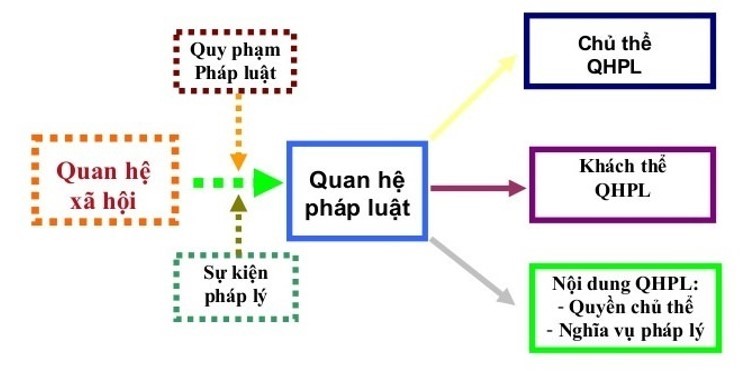 Quy phạm
Pháp luật
Quan hệ
xã hội
Sự kiện
pháp lý
Quan hệ
pháp luật
Chủ thể
QHPL
Khách thể
QHPL
Nội dung QHPL:
- Quyền chủ thể
- Nghĩa vụ pháp lý